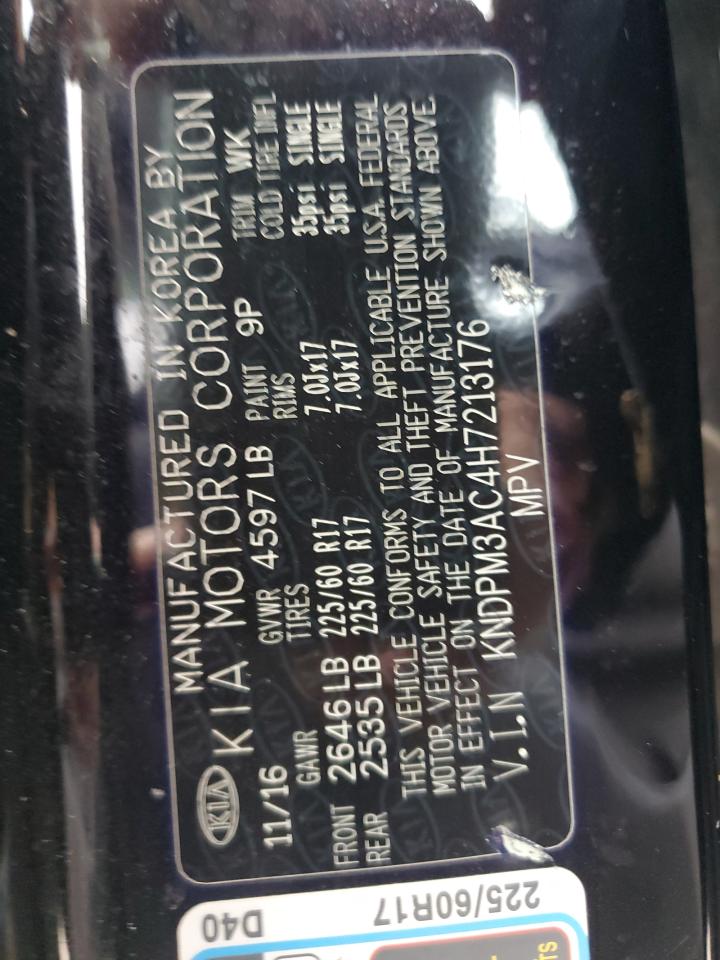 MANUFACTURED IN KOREA BY
KIA KIA MOTORS CORPORATION
11/16 GVWR 4597 LB PAINT 9P TRIM WK
GAWR TIRES RIMS COLD TIRE INFL
FRONT 2646 LB 225/60 R17 7.0Jx17 35psi SINGLE
REAR 2535 LB 225/60 R17 7.0Jx17 35psi SINGLE
THIS VEHICLE CONFORMS TO ALL APPLICABLE U.S.A. FEDERAL
MOTOR VEHICLE SAFETY AND THEFT PREVENTION STANDARDS
IN EFFECT ON THE DATE OF MANUFACTURE SHOWN ABOVE.
V.I.N KNDPM3AC4H7213176
MPV
D40
225/60R17